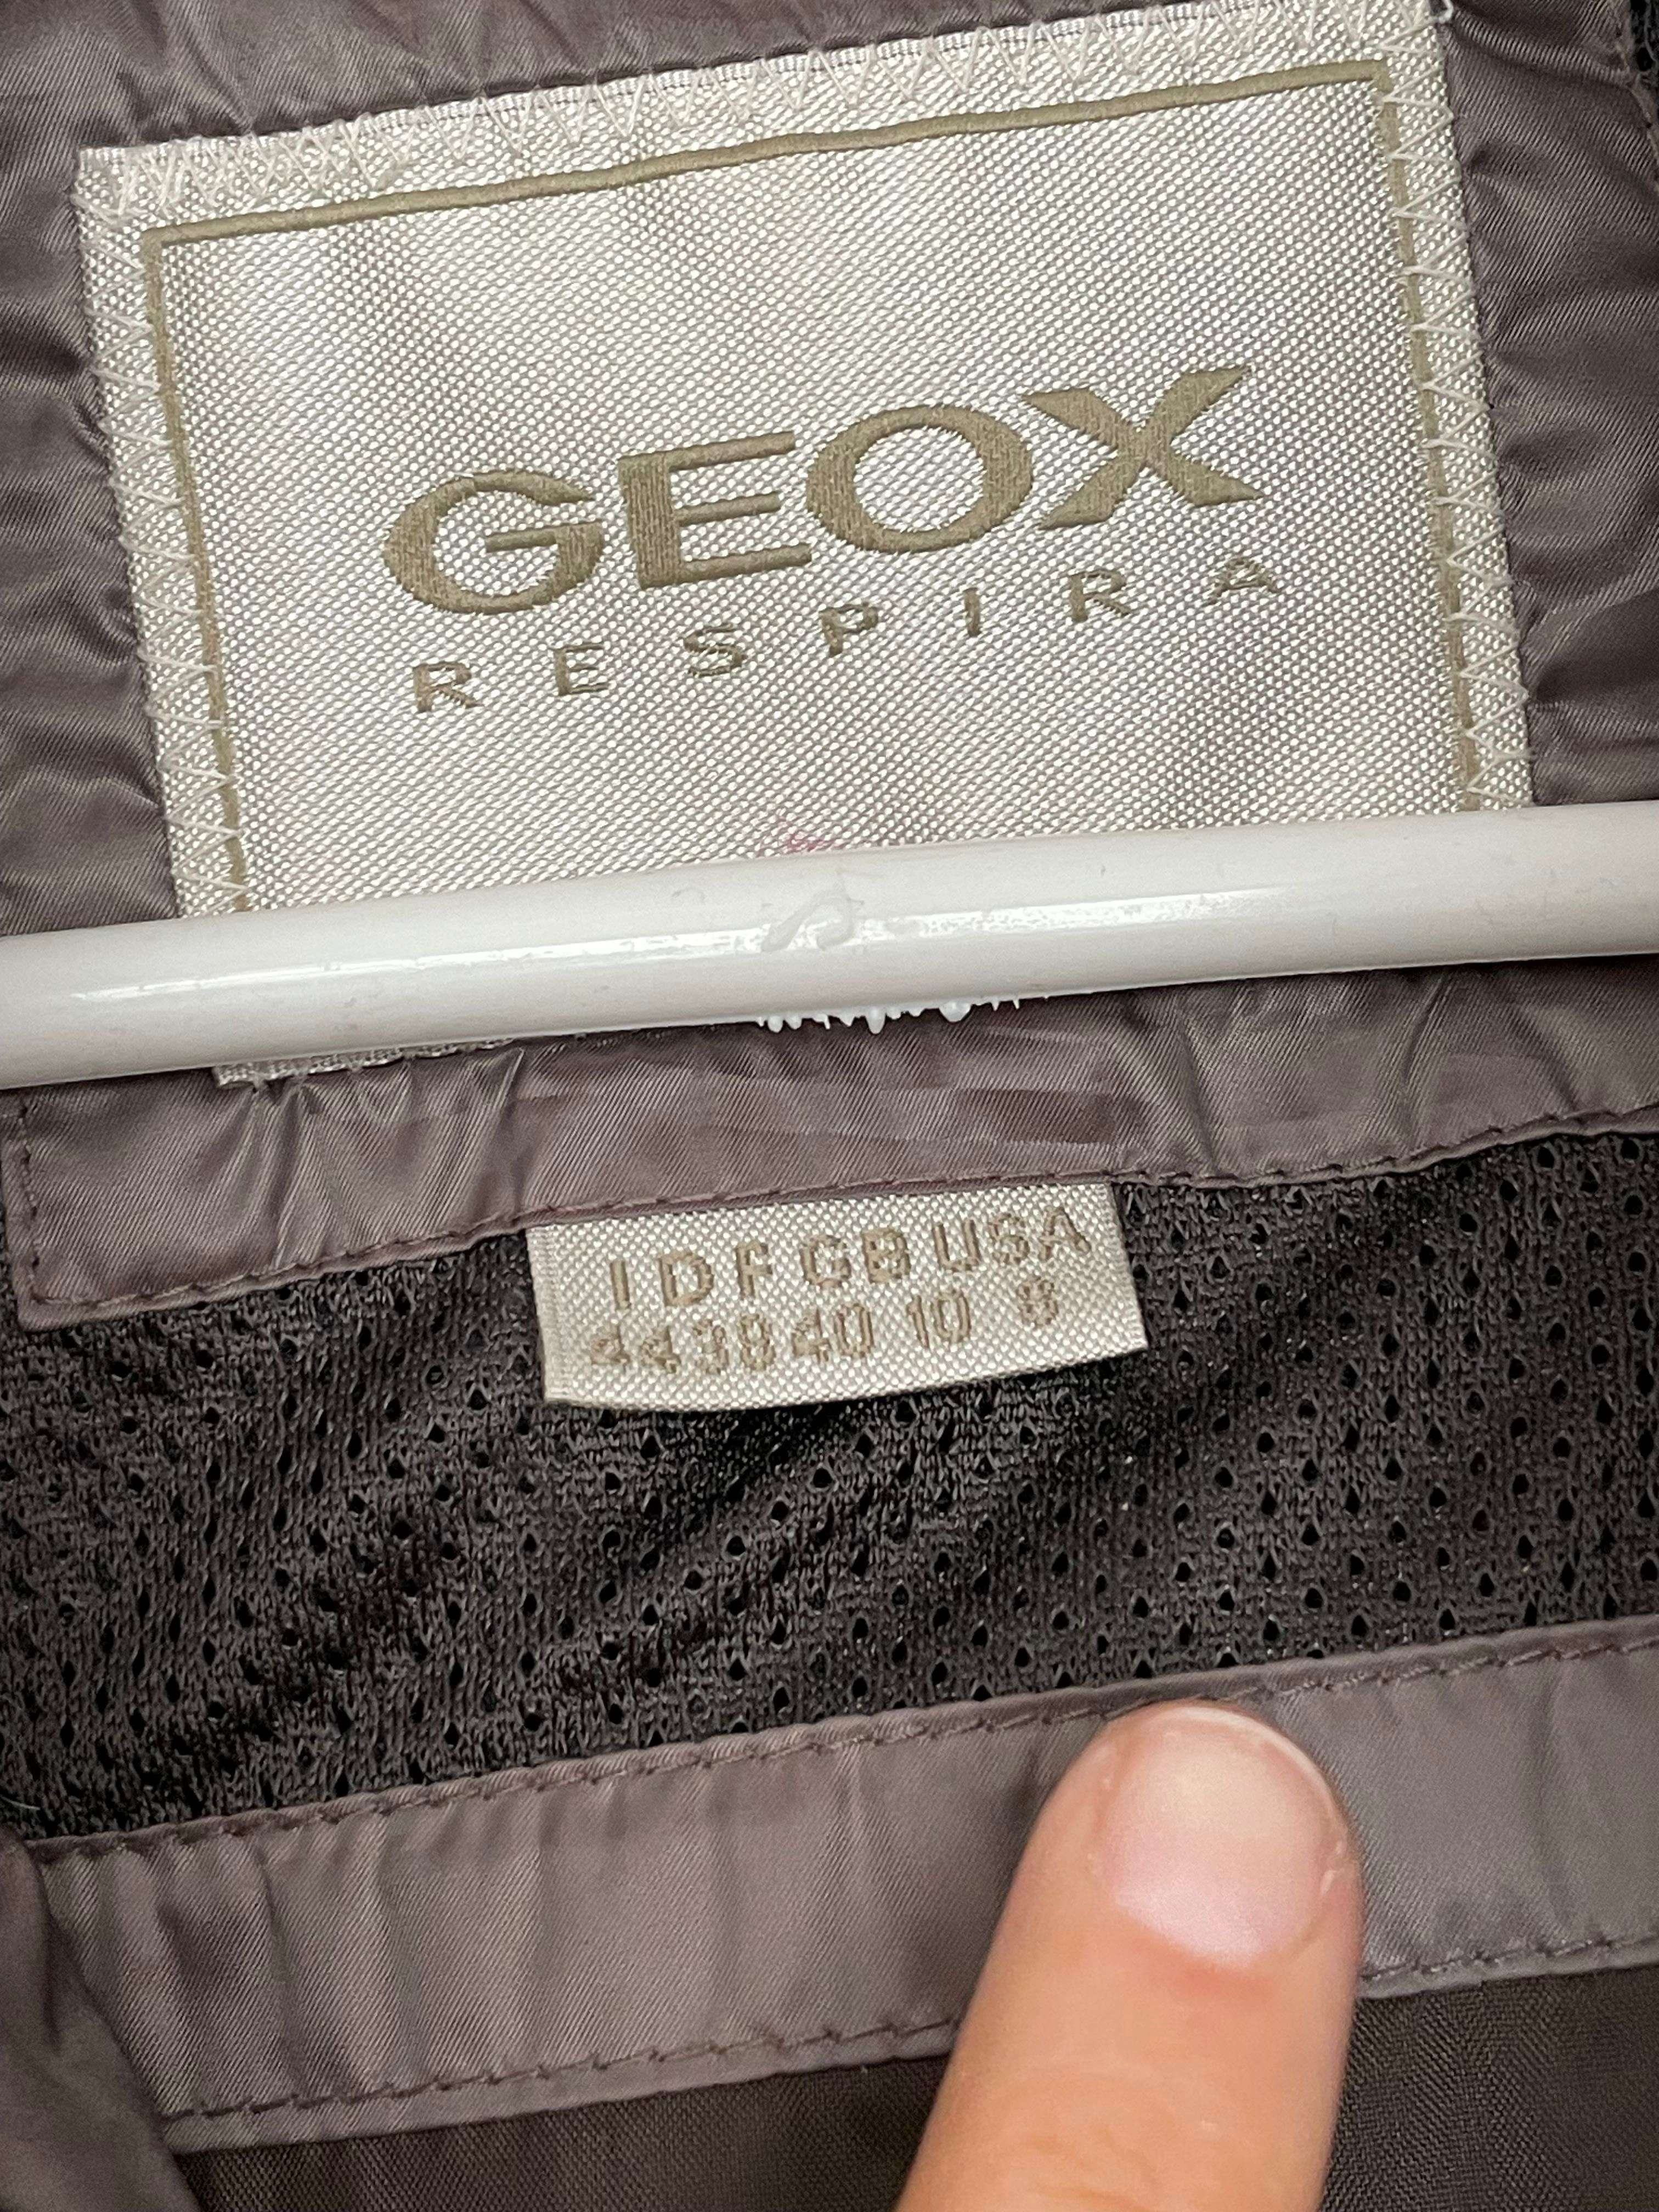 GEOX
RESPIRA
I D F GB USA
44 38 40 10 8